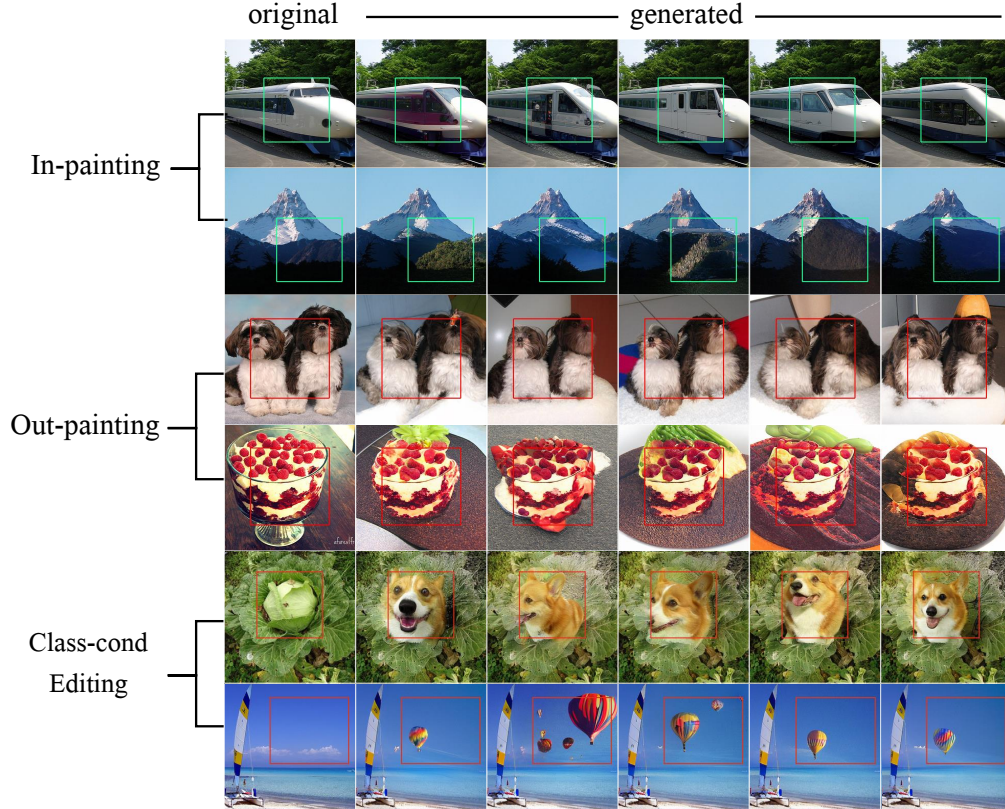 original
generated
In-painting
Out-painting
Class-cond
Editing